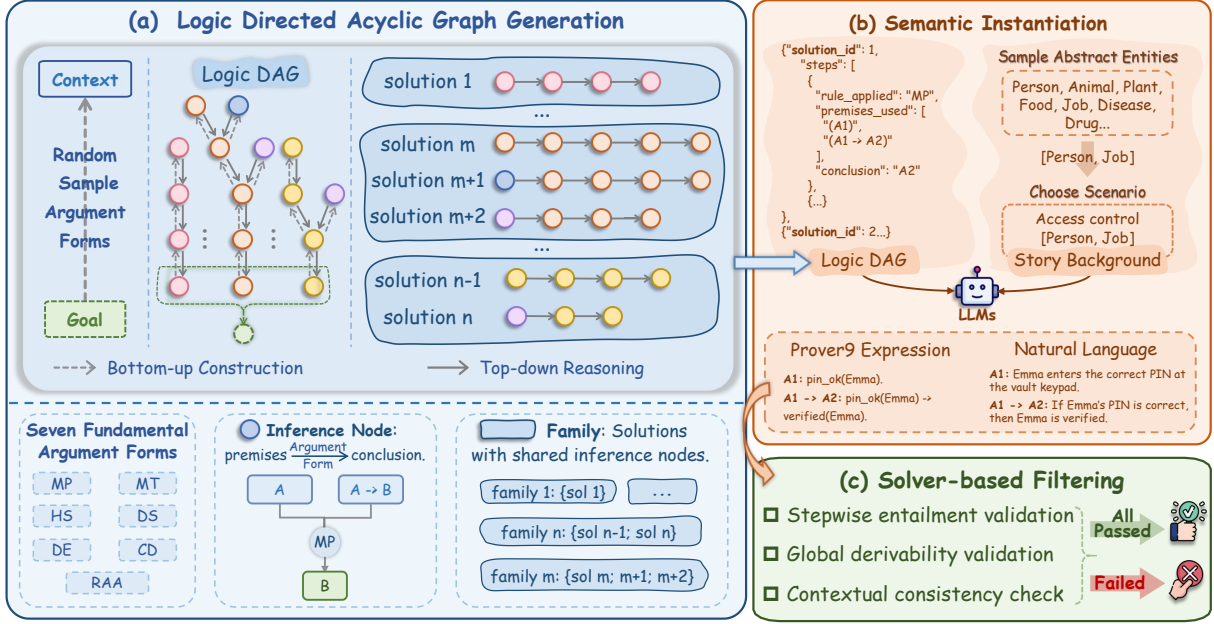 (a) Logic Directed Acyclic Graph Generation
Context
Random
Sample
Argument
Forms
Goal
Logic DAG
solution 1
...
solution m
solution m+1
solution m+2
...
solution n-1
solution n
Bottom-up Construction
Top-down Reasoning
Seven Fundamental
Argument Forms
MP
MT
HS
DS
DE
CD
RAA
Inference Node:
premises Argument Form conclusion.
A
A -> B
MP
B
Family: Solutions
with shared inference nodes.
family 1: {sol 1}
...
family n: {sol n-1; sol n}
family m: {sol m; m+1; m+2}
(b) Semantic Instantiation
{"solution_id": 1,
"steps": [
{
"rule_applied": "MP",
"premises_used": [
"(A1)",
"(A1 -> A2)"
],
"conclusion": "A2"
},
{...}
},
{"solution_id": 2...}
Logic DAG
Sample Abstract Entities
Person, Animal, Plant,
Food, Job, Disease,
Drug...
[Person, Job]
Choose Scenario
Access control
[Person, Job]
Story Background
LLMs
Prover9 Expression
A1: pin_ok(Emma).
A1 -> A2: pin_ok(Emma) ->
verified(Emma).
Natural Language
A1: Emma enters the correct PIN at
the vault keypad.
A1 -> A2: If Emma's PIN is correct,
then Emma is verified.
(c) Solver-based Filtering
Stepwise entailment validation
Global derivability validation
Contextual consistency check
All
Passed
Failed